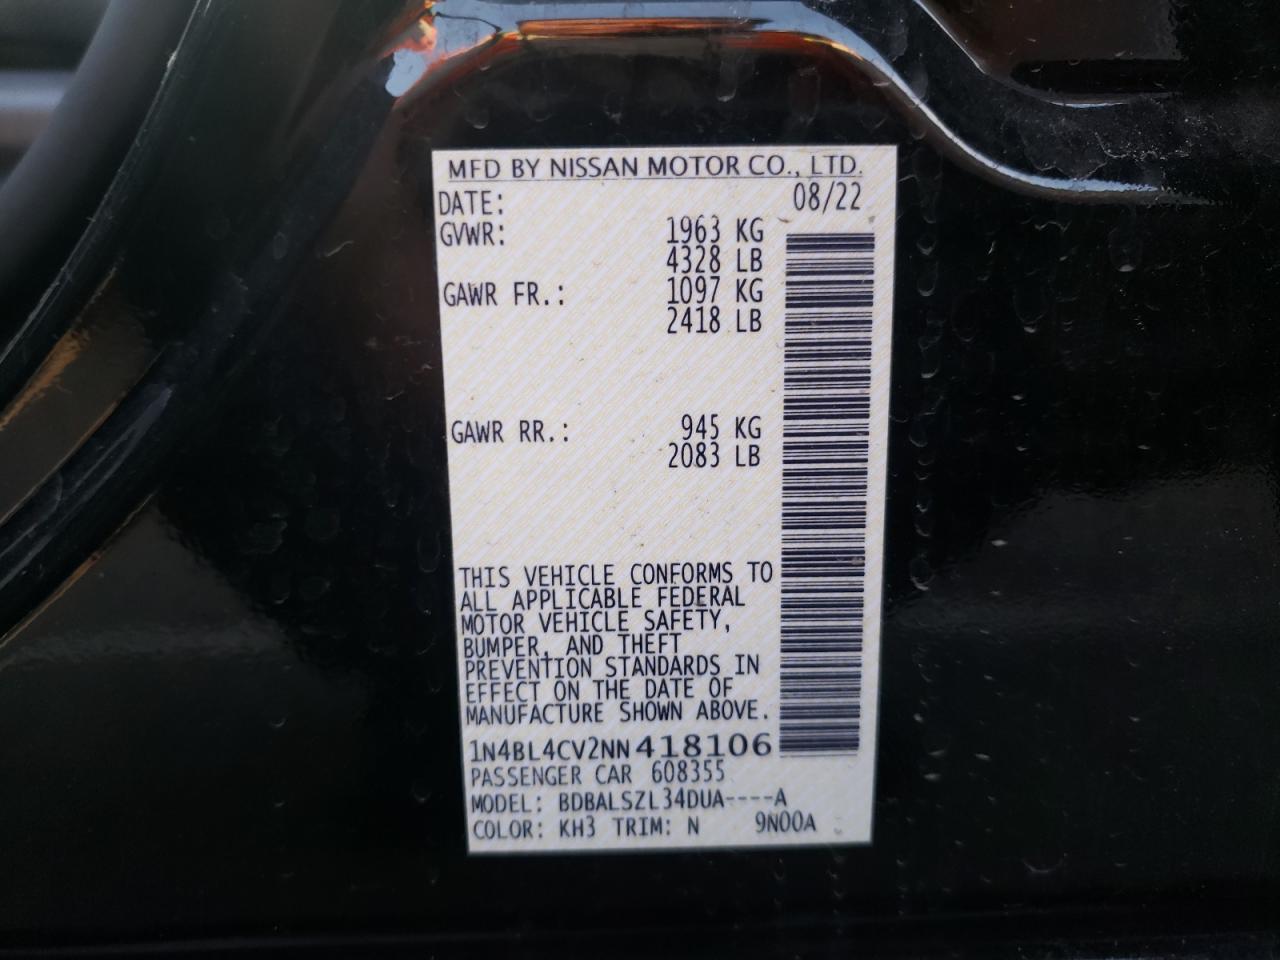 MFD BY NISSAN MOTOR CO., LTD.
DATE: 08/22
GVWR: 1963 KG
4328 LB
GAWR FR.: 1097 KG
2418 LB
GAWR RR.: 945 KG
2083 LB
THIS VEHICLE CONFORMS TO
ALL APPLICABLE FEDERAL
MOTOR VEHICLE SAFETY,
BUMPER, AND THEFT
PREVENTION STANDARDS IN
EFFECT ON THE DATE OF
MANUFACTURE SHOWN ABOVE.
1N4BL4CV2NN418106
PASSENGER CAR 608355
MODEL: BDBALSZL34DUA----A
COLOR: KH3 TRIM: N 9N00A